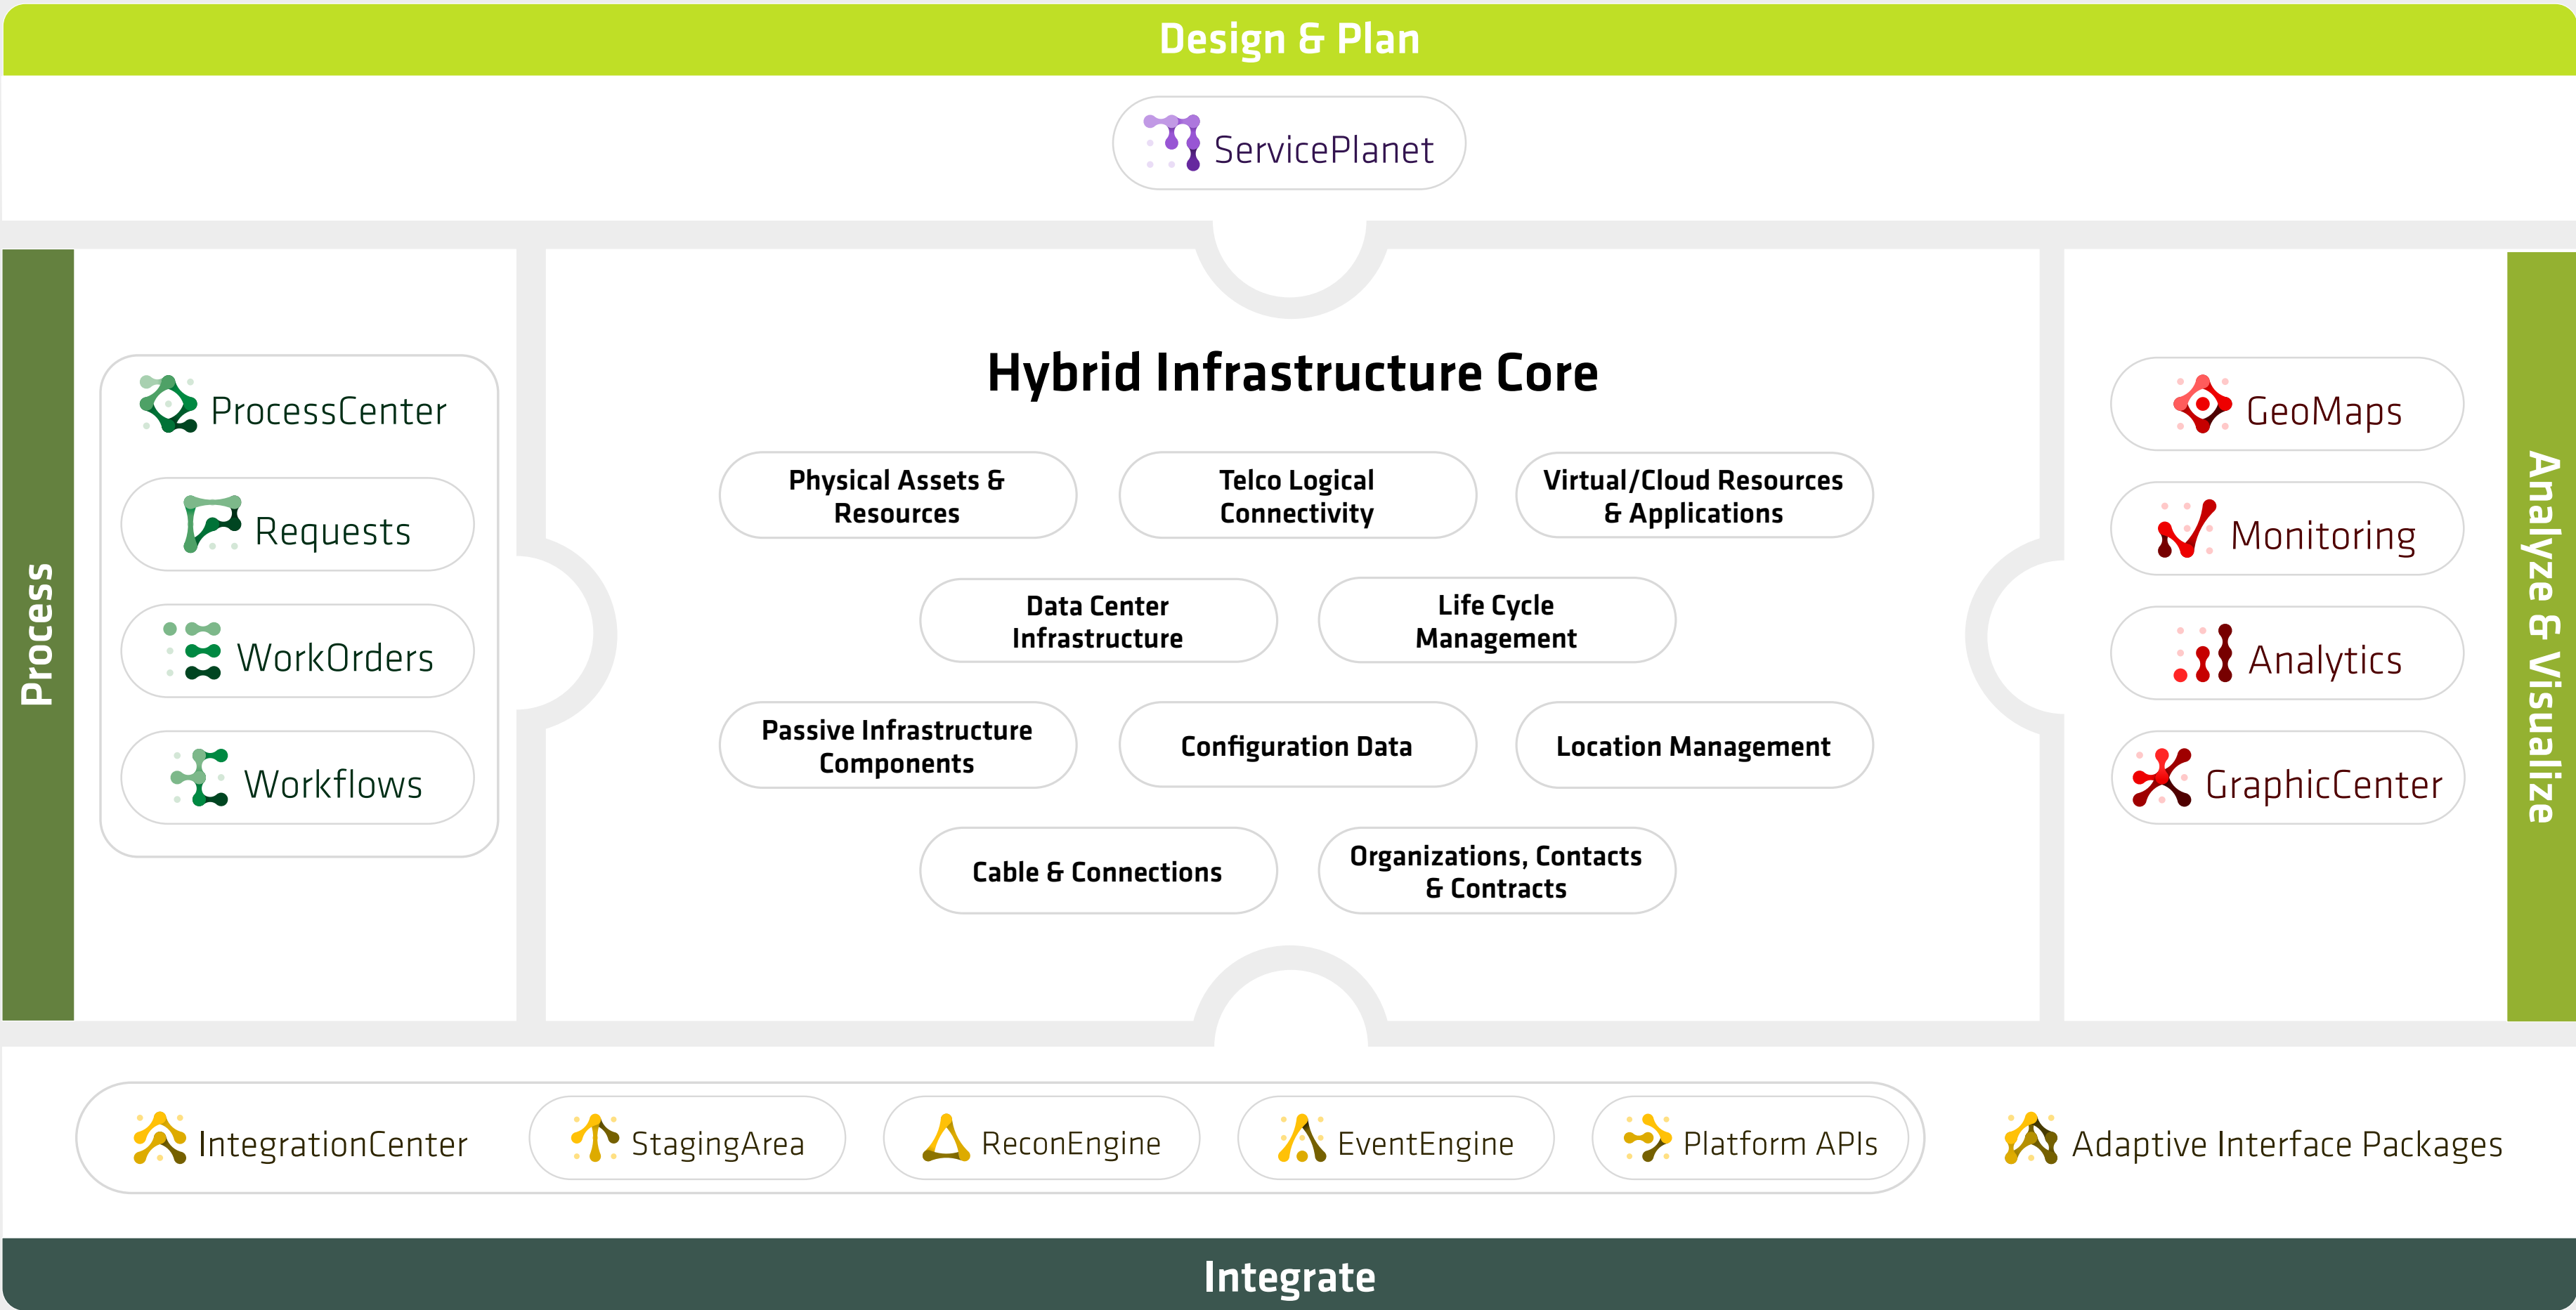 Design & Plan
ServicePlanet
Process
ProcessCenter
Requests
WorkOrders
Workflows
Hybrid Infrastructure Core
Physical Assets &
Resources
Telco Logical
Connectivity
Virtual/Cloud Resources
& Applications
Data Center
Infrastructure
Life Cycle
Management
Passive Infrastructure
Components
Configuration Data
Location Management
Cable & Connections
Organizations, Contacts
& Contracts
GeoMaps
Monitoring
Analytics
GraphicCenter
Analyze & Visualize
IntegrationCenter
StagingArea
ReconEngine
EventEngine
Platform APIs
Adaptive Interface Packages
Integrate